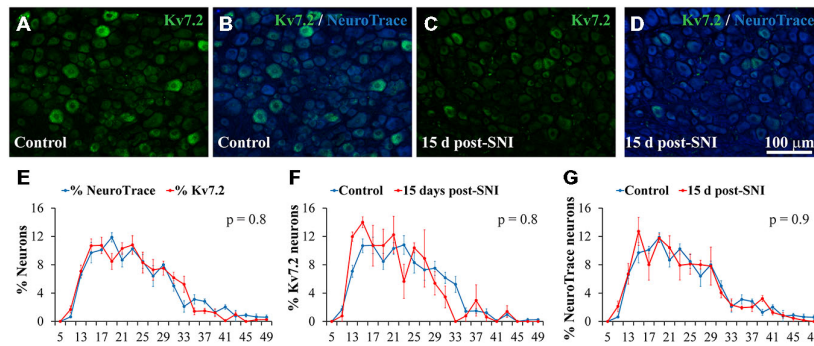 A Kv7.2
B Kv7.2 / NeuroTrace
C Kv7.2
D Kv7.2 / NeuroTrace
Control
Control
15 d post-SNI
15 d post-SNI
100 μm
E % NeuroTrace % Kv7.2
p = 0.8
% Neurons
16
12
8
4
0
5 9 13 17 21 25 29 33 37 41 45 49
F Control 15 days post-SNI
p = 0.8
% Kv7.2 neurons
16
12
8
4
0
5 9 13 17 21 25 29 33 37 41 45 49
G Control 15 d post-SNI
p = 0.9
% NeuroTrace neurons
16
12
8
4
0
5 9 13 17 21 25 29 33 37 41 45